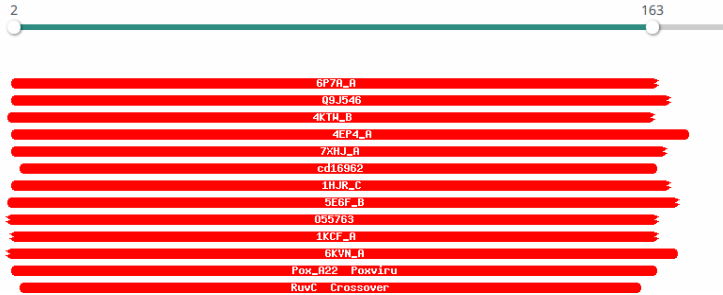 2 163
6P7A_A
Q9J546
4KTW_B
4EP4_A
7XHJ_A
cd16962
1HJR_C
5E6F_B
O55763
1KCF_A
6KVN_A
Pox_A22 Poxviru
RuvC Crossover